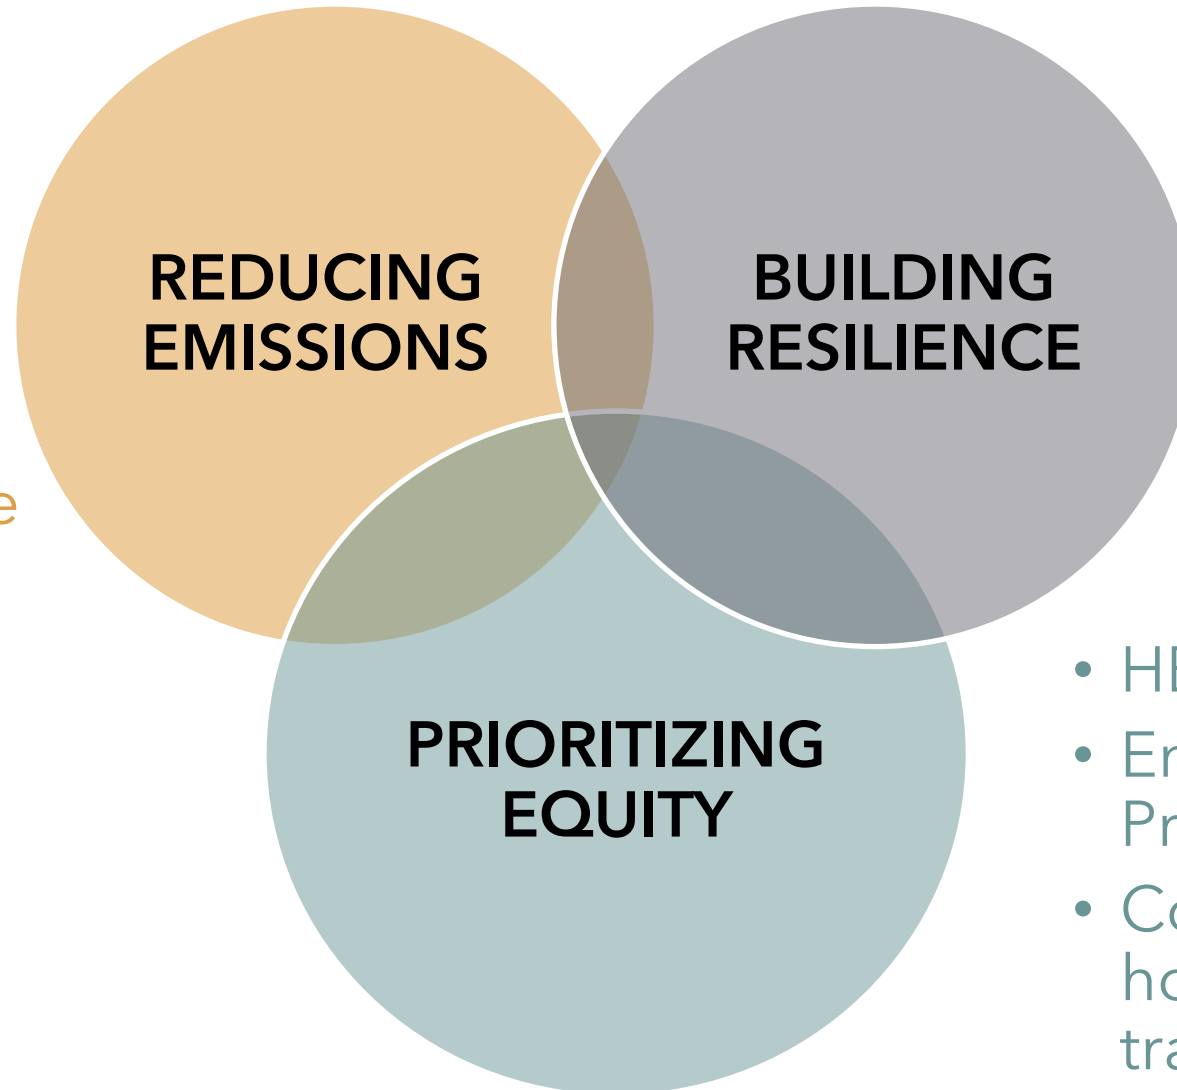 REDUCING
EMISSIONS
BUILDING
RESILIENCE
e
PRIORITIZING
EQUITY
•
•
•